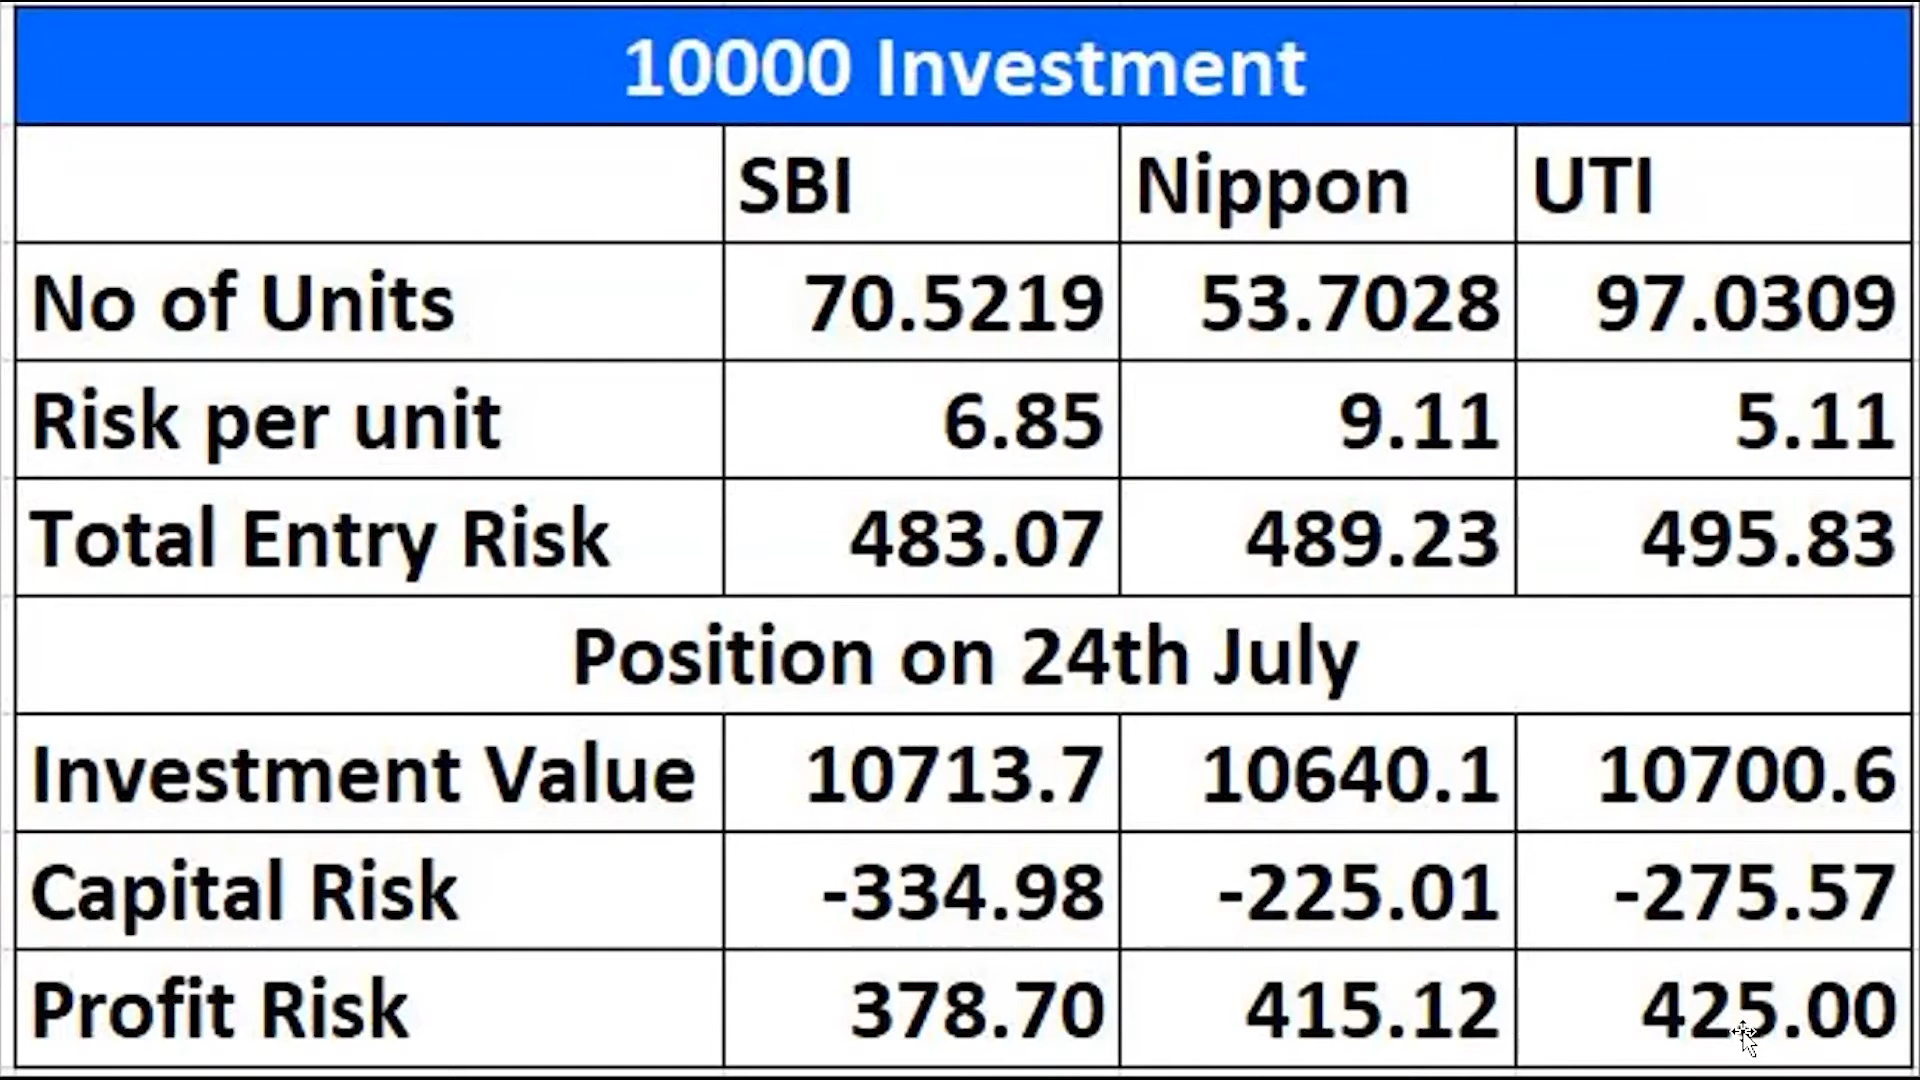 10000 Investment
SBI Nippon UTI
No of Units 70.5219 53.7028 97.0309
Risk per unit 6.85 9.11 5.11
Total Entry Risk 483.07 489.23 495.83
Position on 24th July
Investment Value 10713.7 10640.1 10700.6
Capital Risk -334.98 -225.01 -275.57
Profit Risk 378.70 415.12 425.00